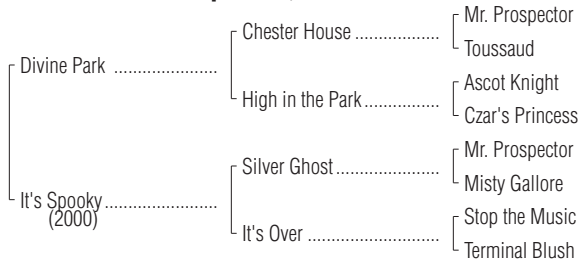 Mr. Prospector
Chester House ..................
Toussaud
Divine Park ......................
Ascot Knight
High in the Park................
Czar's Princess
Mr. Prospector
Silver Ghost......................
Misty Gallore
It's Spooky........................
(2000)
Stop the Music
It's Over ............................
Terminal Blush